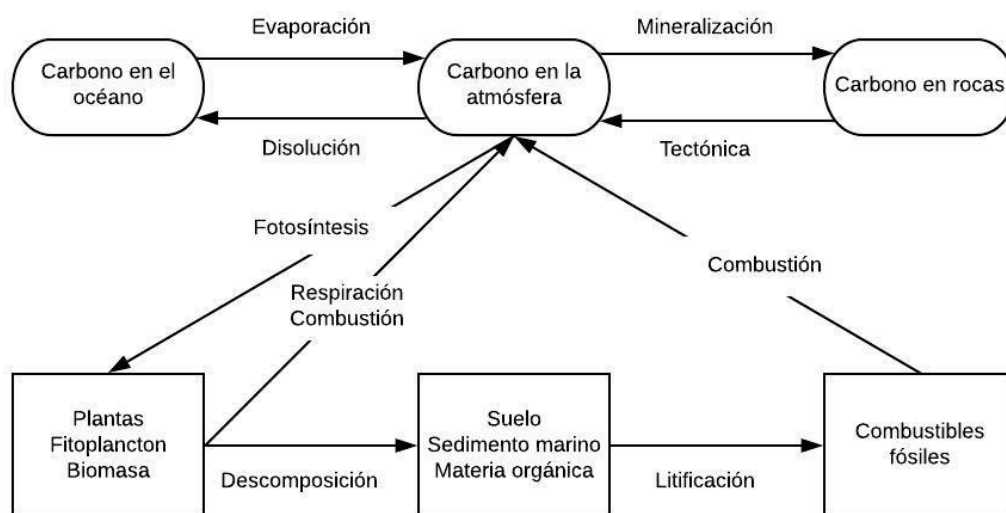 Evaporación
Mineralización
Carbono en el
océano
Carbono en la
atmósfera
Carbono en rocas
Disolución
Tectónica
Fotosíntesis
Combustión
Respiración
Combustión
Plantas
Fitoplancton
Biomasa
Suelo
Sedimento marino
Materia orgánica
Combustibles
fósiles
Descomposición
Litificación